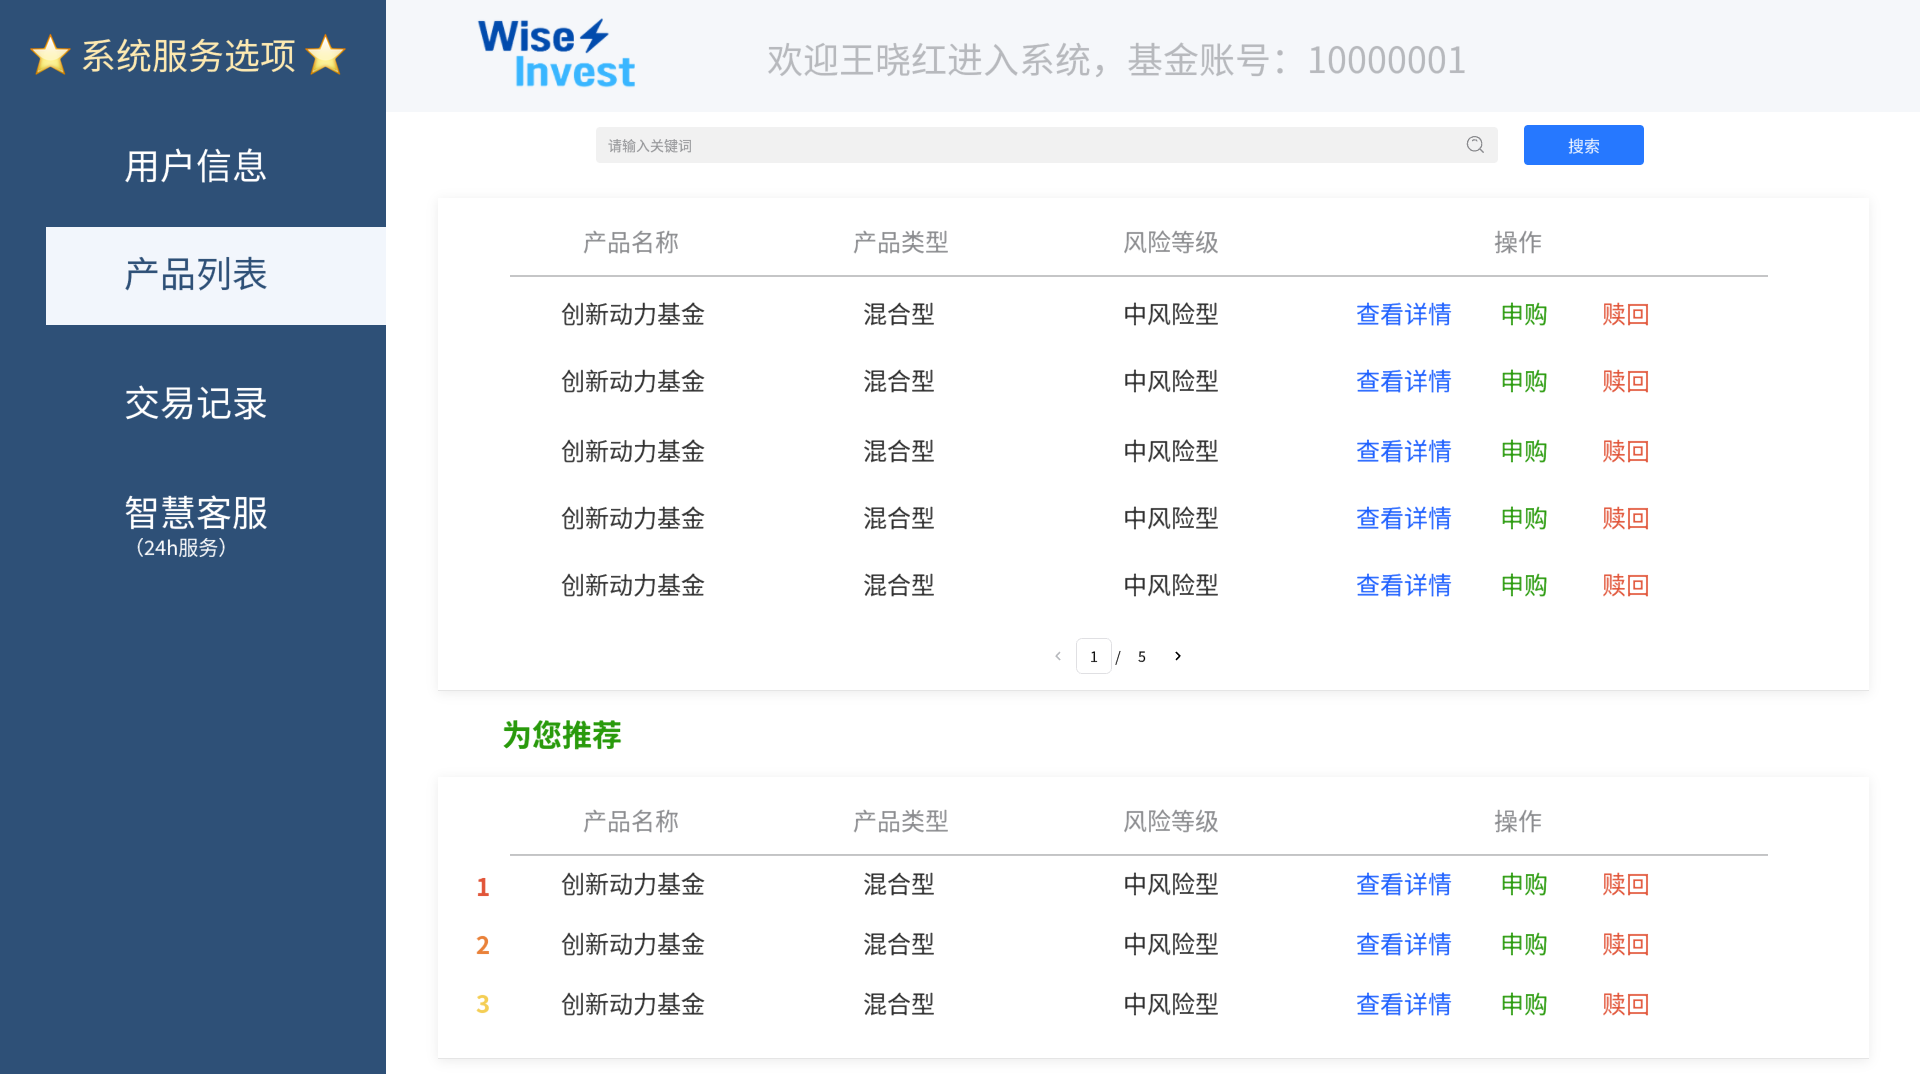 系统服务选项
用户信息
产品列表
交易记录
智慧客服
（24h服务）
Wise
Invest
欢迎王晓红进入系统，基金账号：10000001
请输入关键词 搜索
产品名称 产品类型 风险等级 操作
创新动力基金 混合型 中风险型 查看详情 申购 赎回
创新动力基金 混合型 中风险型 查看详情 申购 赎回
创新动力基金 混合型 中风险型 查看详情 申购 赎回
创新动力基金 混合型 中风险型 查看详情 申购 赎回
创新动力基金 混合型 中风险型 查看详情 申购 赎回
1 / 5
为您推荐
产品名称 产品类型 风险等级 操作
1 创新动力基金 混合型 中风险型 查看详情 申购 赎回
2 创新动力基金 混合型 中风险型 查看详情 申购 赎回
3 创新动力基金 混合型 中风险型 查看详情 申购 赎回